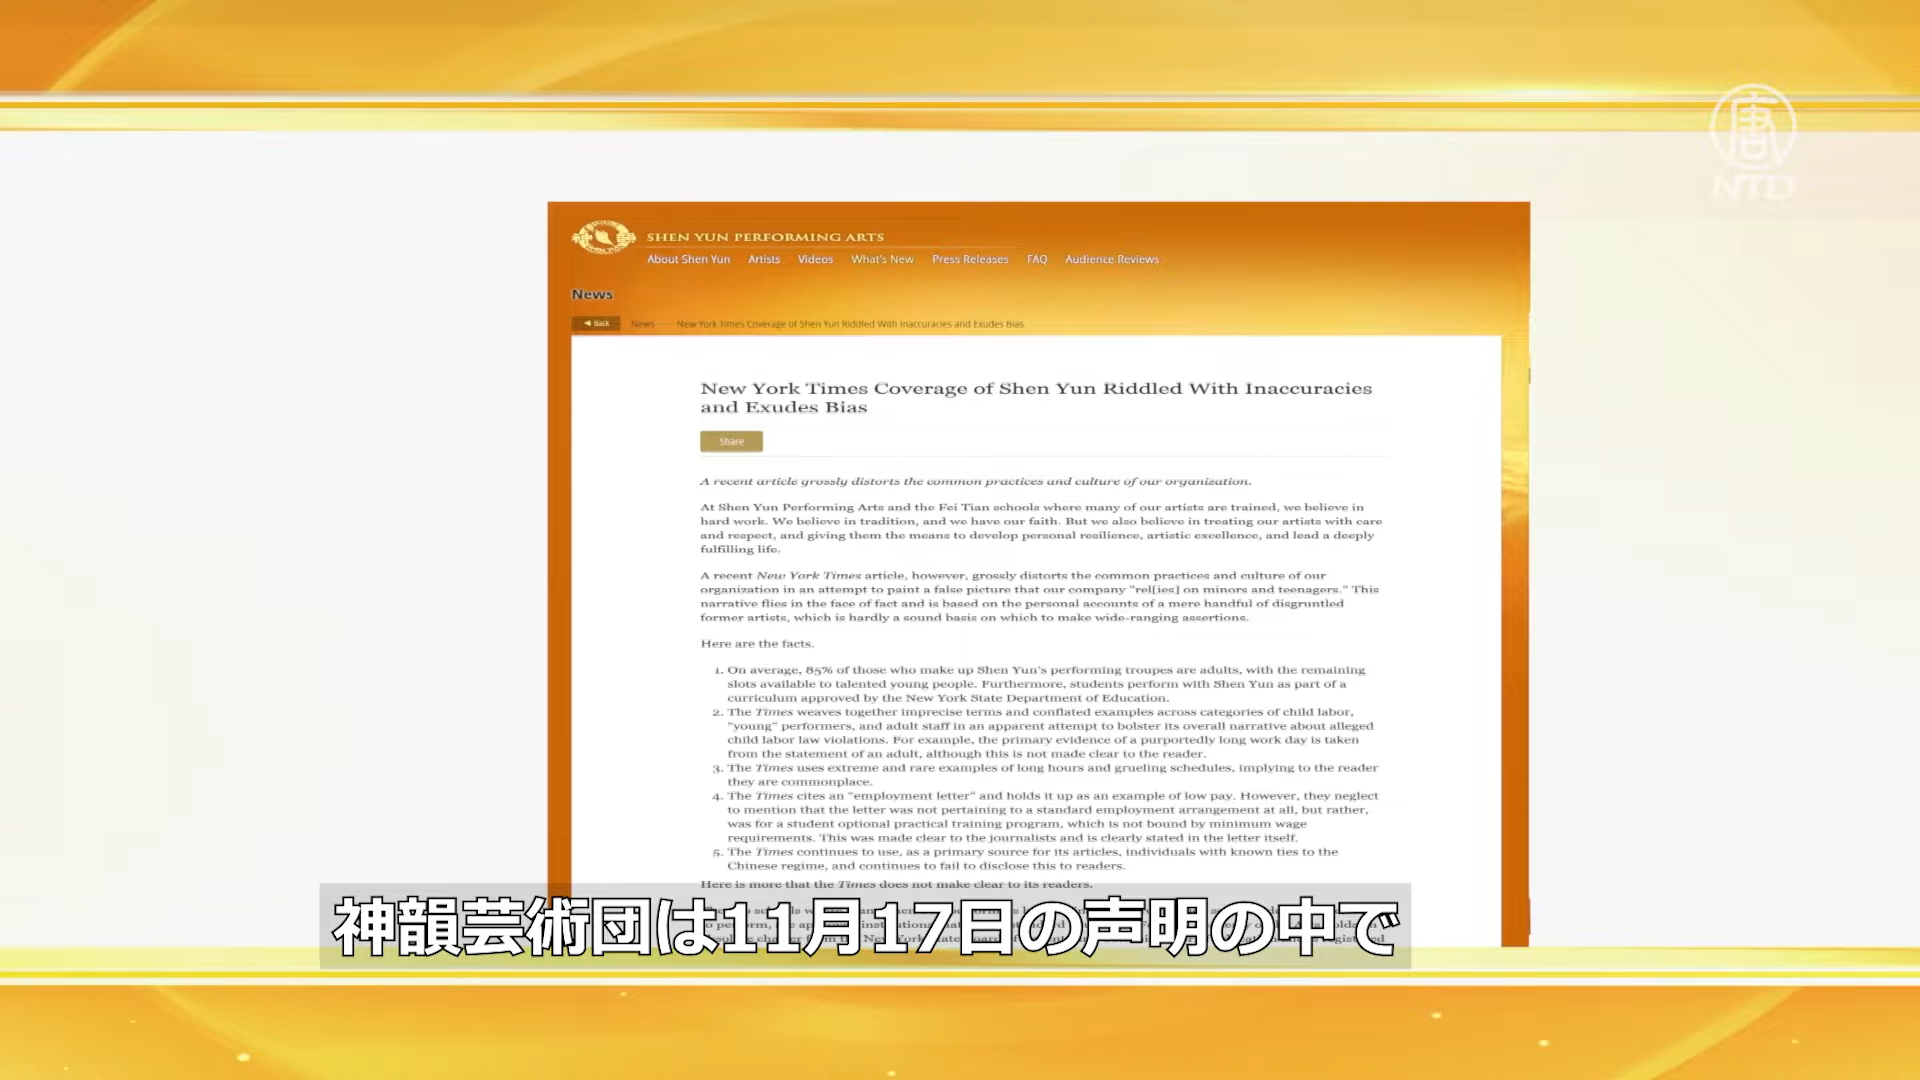 唐
NTD
SHEN YUN PERFORMING ARTS
About Shen Yun Artists Videos What's New Press Releases FAQ Audience Reviews
News
Back News New York Times Coverage of Shen Yun Riddled With Inaccuracies and Exudes Bias
New York Times Coverage of Shen Yun Riddled With Inaccuracies
and Exudes Bias
Share
A recent article grossly distorts the common practices and culture of our organization.
At Shen Yun Performing Arts and the Fei Tian schools where many of our artists are trained, we believe in
hard work. We believe in tradition, and we have our faith. But we also believe in treating our artists with care
and respect, and giving them the means to develop personal resilience, artistic excellence, and lead a deeply
fulfilling life.
A recent New York Times article, however, grossly distorts the common practices and culture of our
organization in an attempt to paint a false picture that our company "rel[ies] on minors and teenagers." This
narrative flies in the face of fact and is based on the personal accounts of a mere handful of disgruntled
former artists, which is hardly a sound basis on which to make wide-ranging assertions.
Here are the facts.
1. On average, 85% of those who make up Shen Yun's performing troupes are adults, with the remaining
slots available to talented young people. Furthermore, students perform with Shen Yun as part of a
curriculum approved by the New York State Department of Education.
2. The Times weaves together imprecise terms and conflated examples across categories of child labor,
"young" performers, and adult staff in an apparent attempt to bolster its overall narrative about alleged
child labor law violations. For example, the primary evidence of a purportedly long work day is taken
from the statement of an adult, although this is not made clear to the reader.
3. The Times uses extreme and rare examples of long hours and grueling schedules, implying to the reader
they are commonplace.
4. The Times cites an "employment letter" and holds it up as an example of low pay. However, they neglect
to mention that the letter was not pertaining to a standard employment arrangement at all, but rather,
was for a student optional practical training program, which is not bound by minimum wage
requirements. This was made clear to the journalists and is clearly stated in the letter itself.
5. The Times continues to use, as a primary source for its articles, individuals with known ties to the
Chinese regime, and continues to fail to disclose this to readers.
Here is more that the Times does not make clear to its readers.
神韻芸術団は11月17日の声明の中で